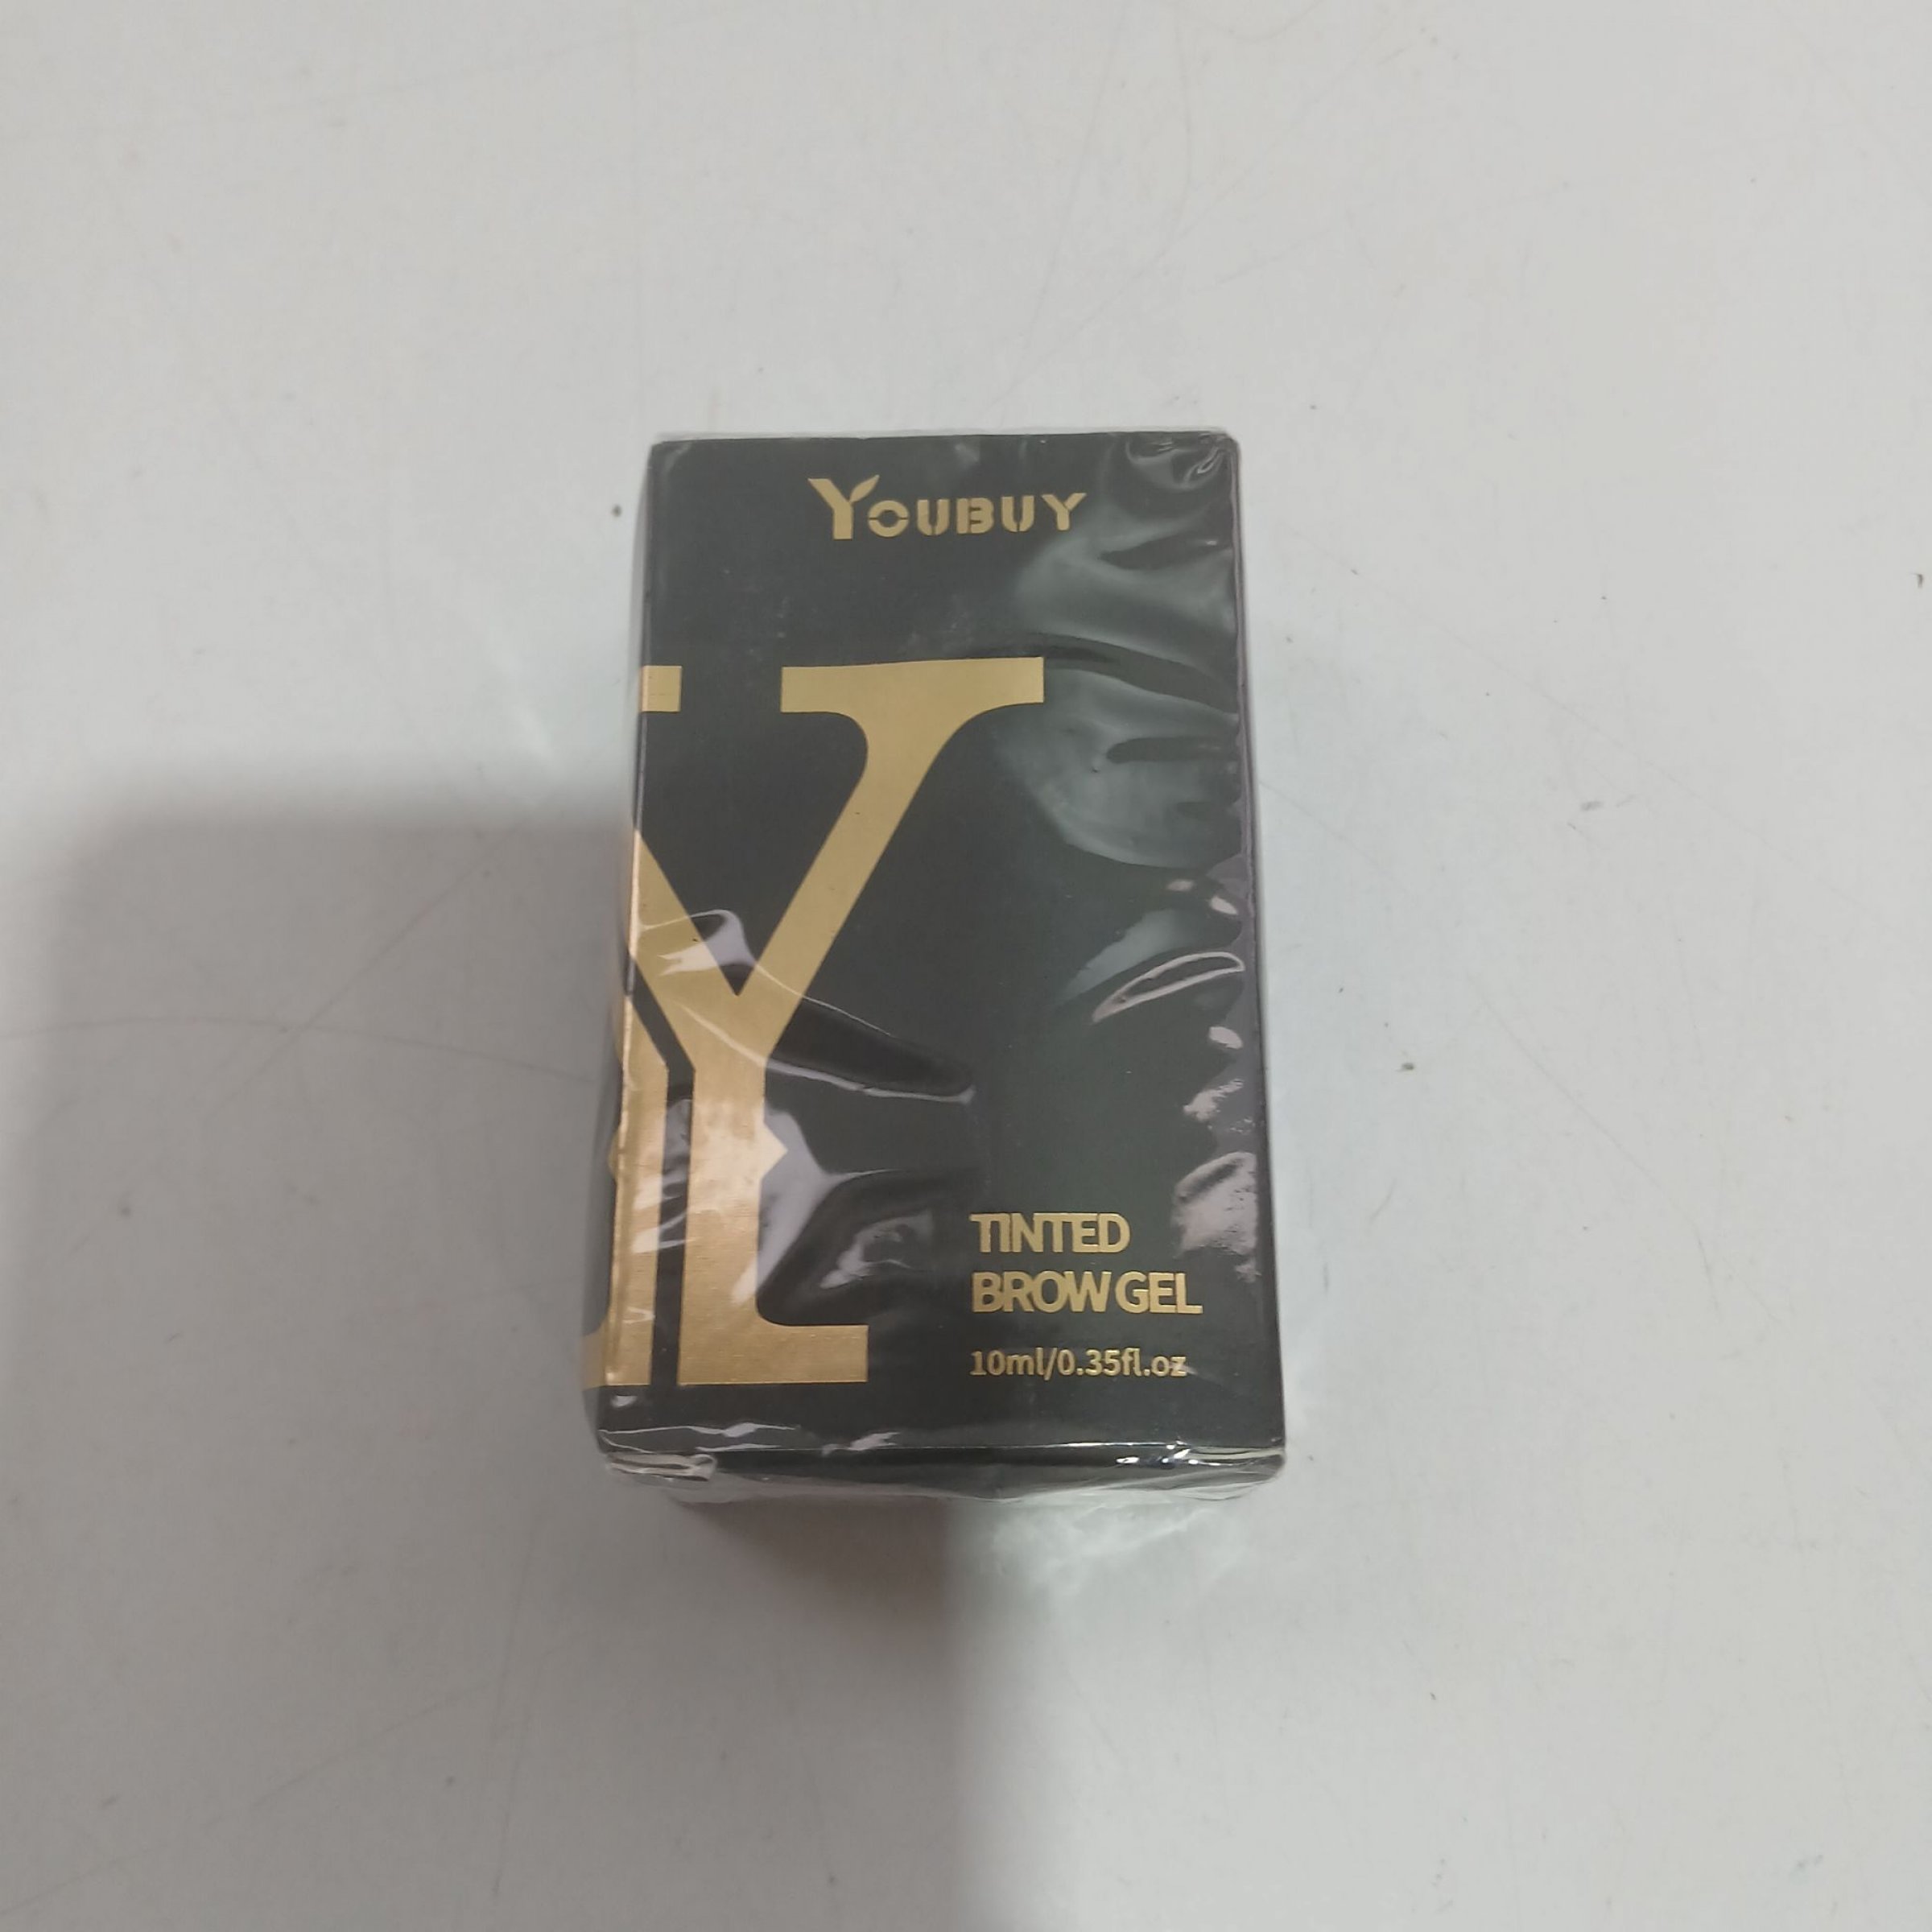 YOUBUY
Y
TINTED
BROW GEL
10ml/0.35fl.oz